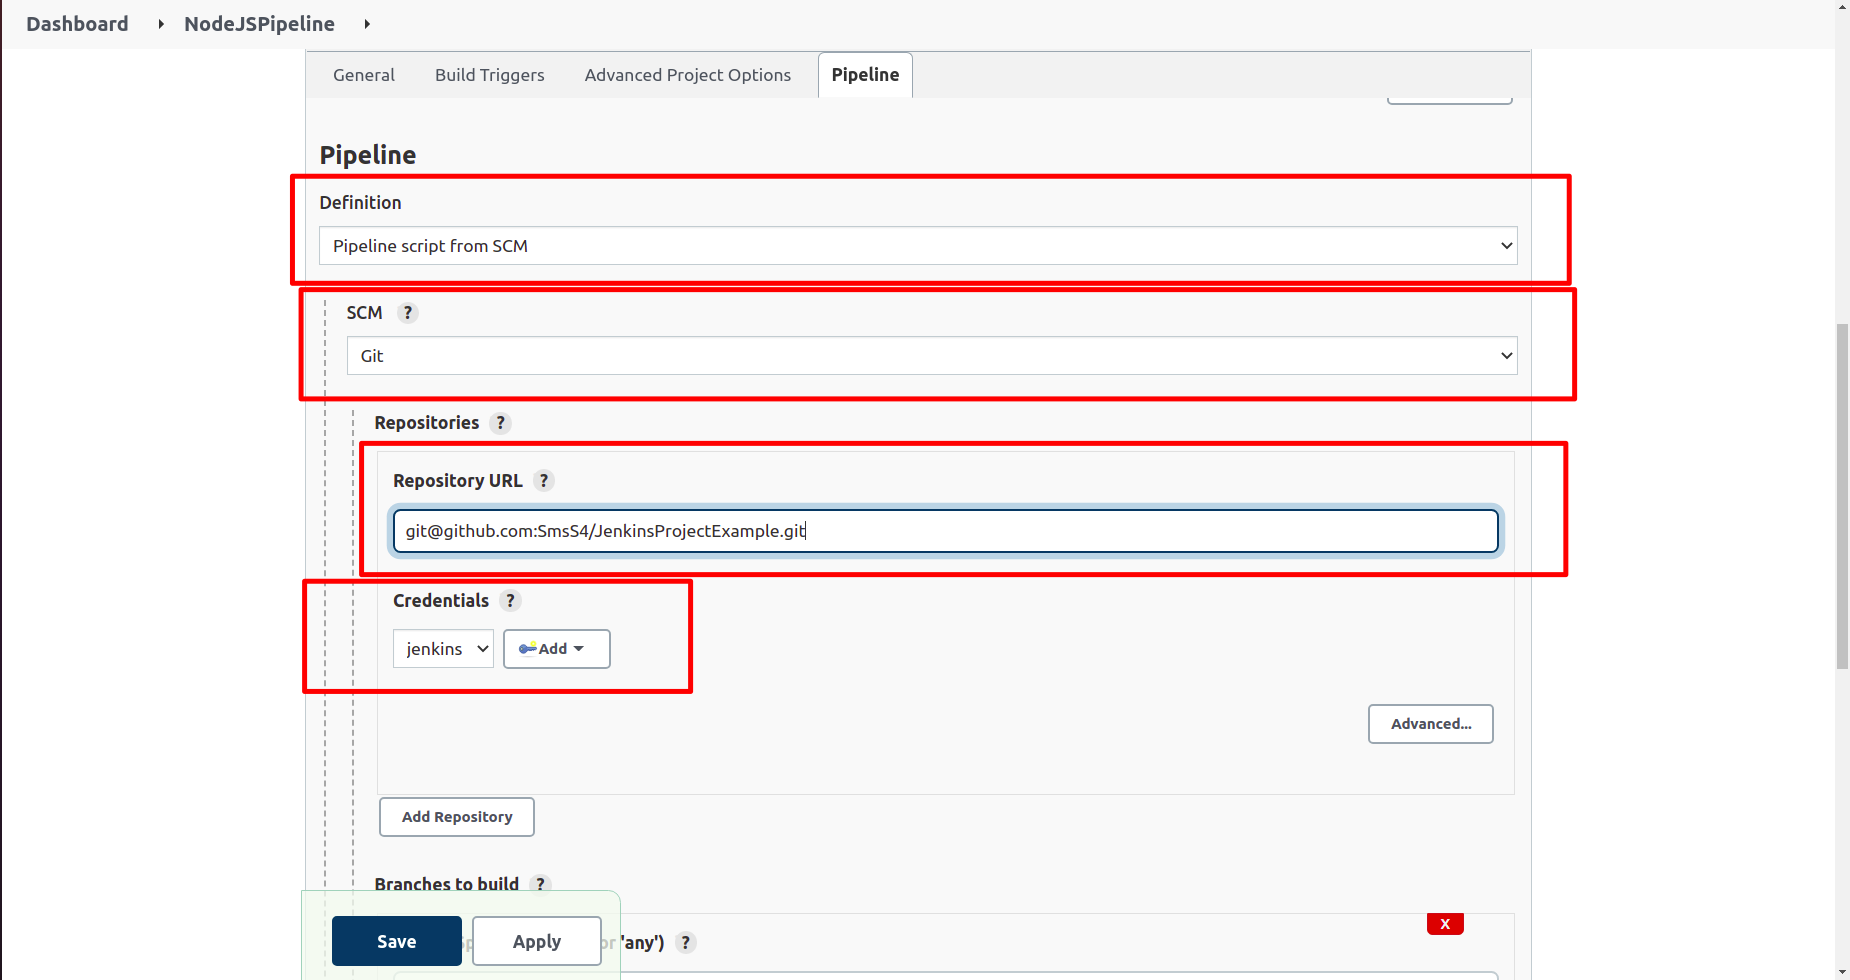 Dashboard NodeJSPipeline
General Build Triggers Advanced Project Options Pipeline
Pipeline
Definition
Pipeline script from SCM
SCM ?
Git
Repositories ?
Repository URL ?
git@github.com:SmsS4/JenkinsProjectExample.git
Credentials ?
jenkins Add
Advanced...
Add Repository
Branches to build ?
X
Save Apply or 'any') ?